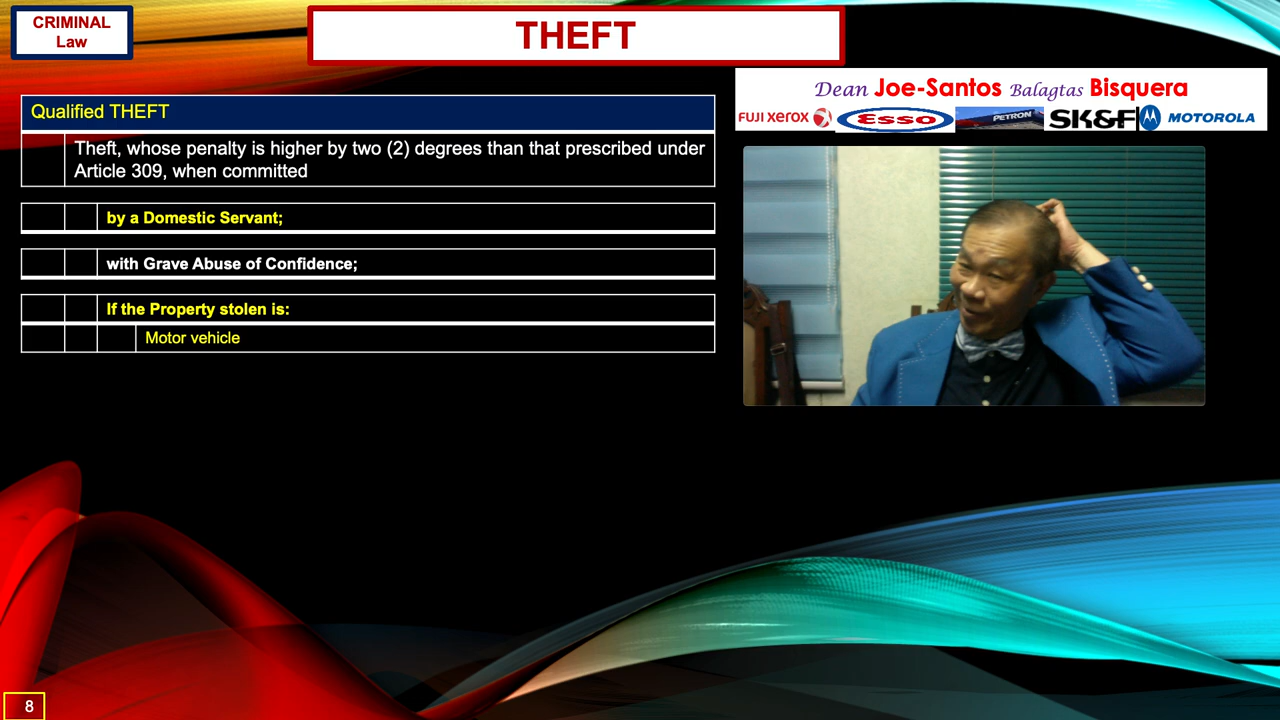 CRIMINAL
Law
THEFT
Dean Joe-Santos Balagtas Bisquera
FUJI XEROX Esso PETRON SK&F MOTOROLA
Qualified THEFT
Theft, whose penalty is higher by two (2) degrees than that prescribed under
Article 309, when committed
by a Domestic Servant;
with Grave Abuse of Confidence;
If the Property stolen is:
Motor vehicle
8